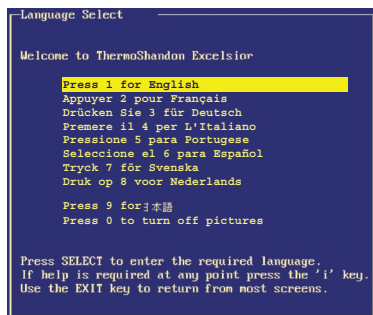 Language Select
Welcome to ThermoShandon Excelsior
Press 1 for English
Appuyer 2 pour Français
Drücken Sie 3 für Deutsch
Premere il 4 per L'Italiano
Pressione 5 para Portugese
Seleccione el 6 para Español
Tryck 7 för Svenska
Druk op 8 voor Nederlands
Press 9 for 日本語
Press 0 to turn off pictures
Press SELECT to enter the required language.
If help is required at any point press the 'i' key.
Use the EXIT key to return from most screens.